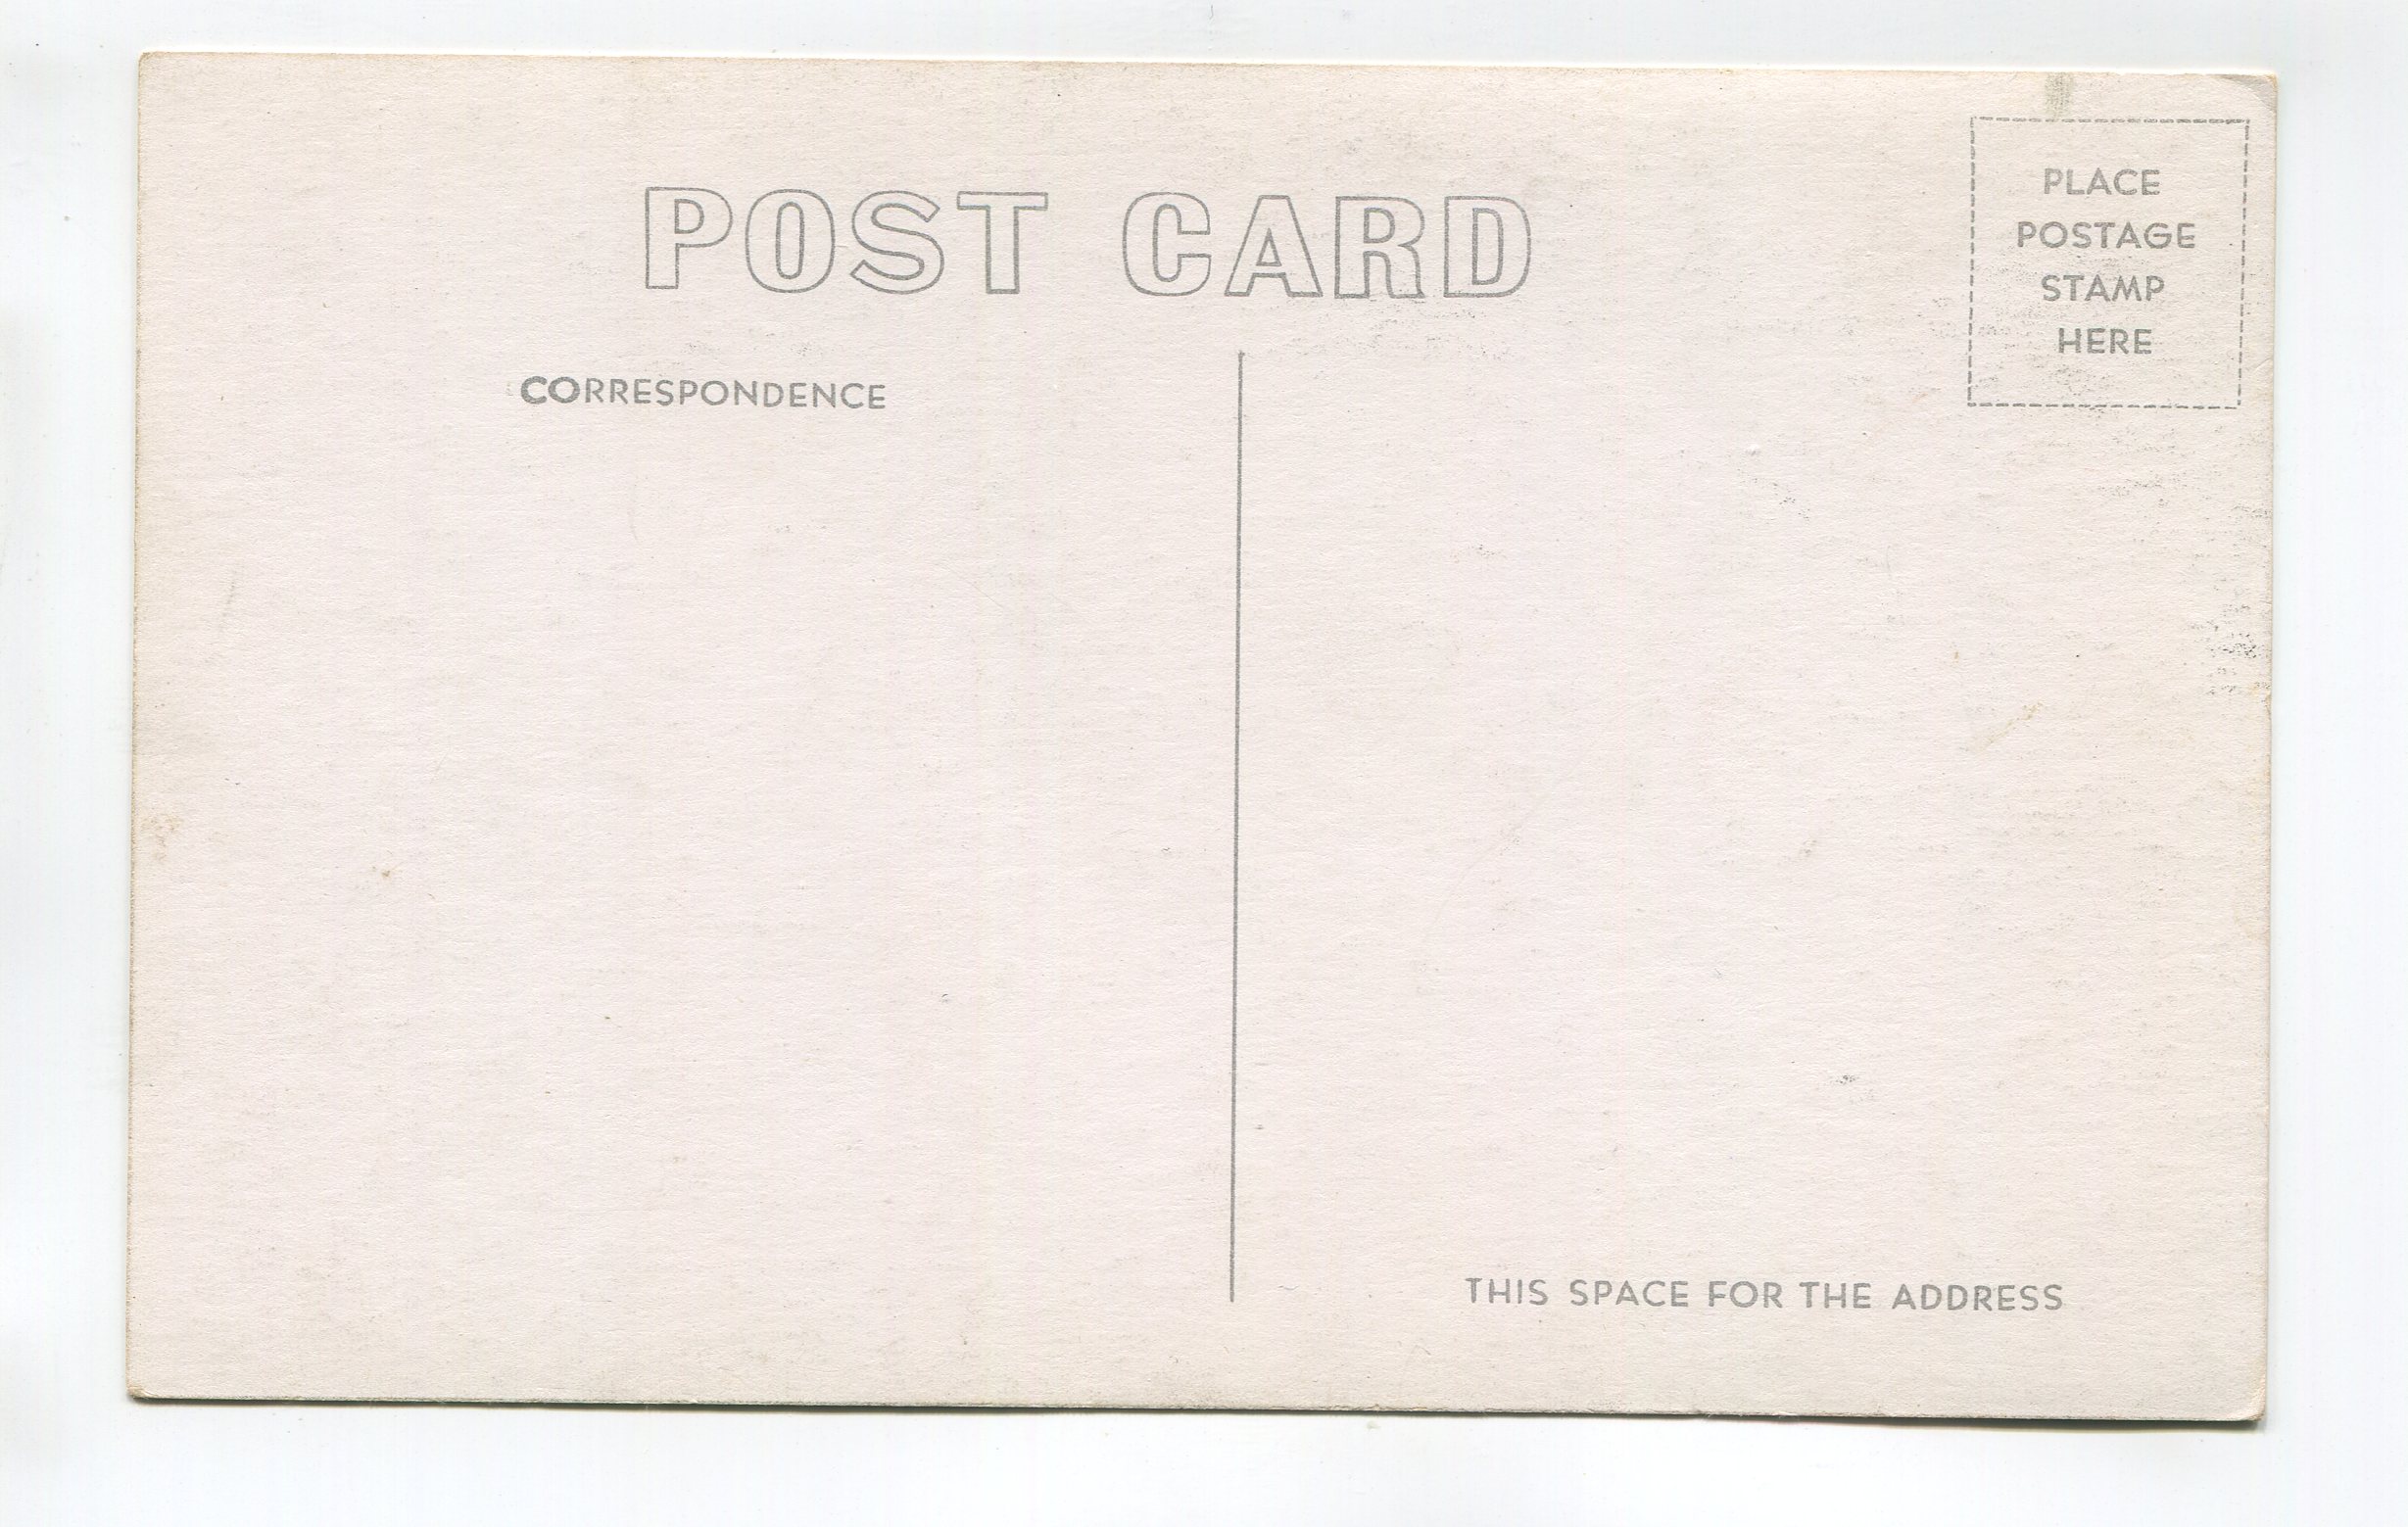 POST CARD
PLACE
POSTAGE
STAMP
HERE
CORRESPONDENCE
THIS SPACE FOR THE ADDRESS